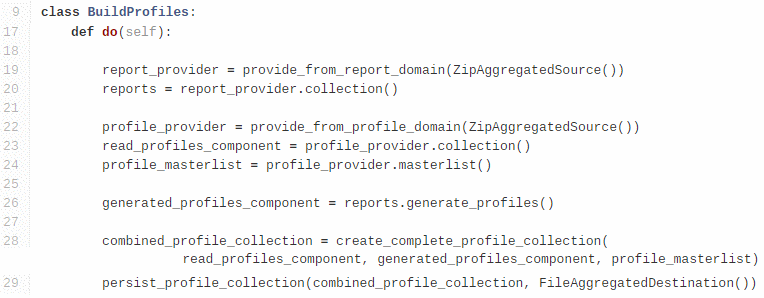 9 class BuildProfiles:
17 def do(self):
18
19 report_provider = provide_from_report_domain(ZipAggregatedSource())
20 reports = report_provider.collection()
21
22 profile_provider = provide_from_profile_domain(ZipAggregatedSource())
23 read_profiles_component = profile_provider.collection()
24 profile_masterlist = profile_provider.masterlist()
25
26 generated_profiles_component = reports.generate_profiles()
27
28 combined_profile_collection = create_complete_profile_collection(
read_profiles_component, generated_profiles_component, profile_masterlist)
29 persist_profile_collection(combined_profile_collection, FileAggregatedDestination())